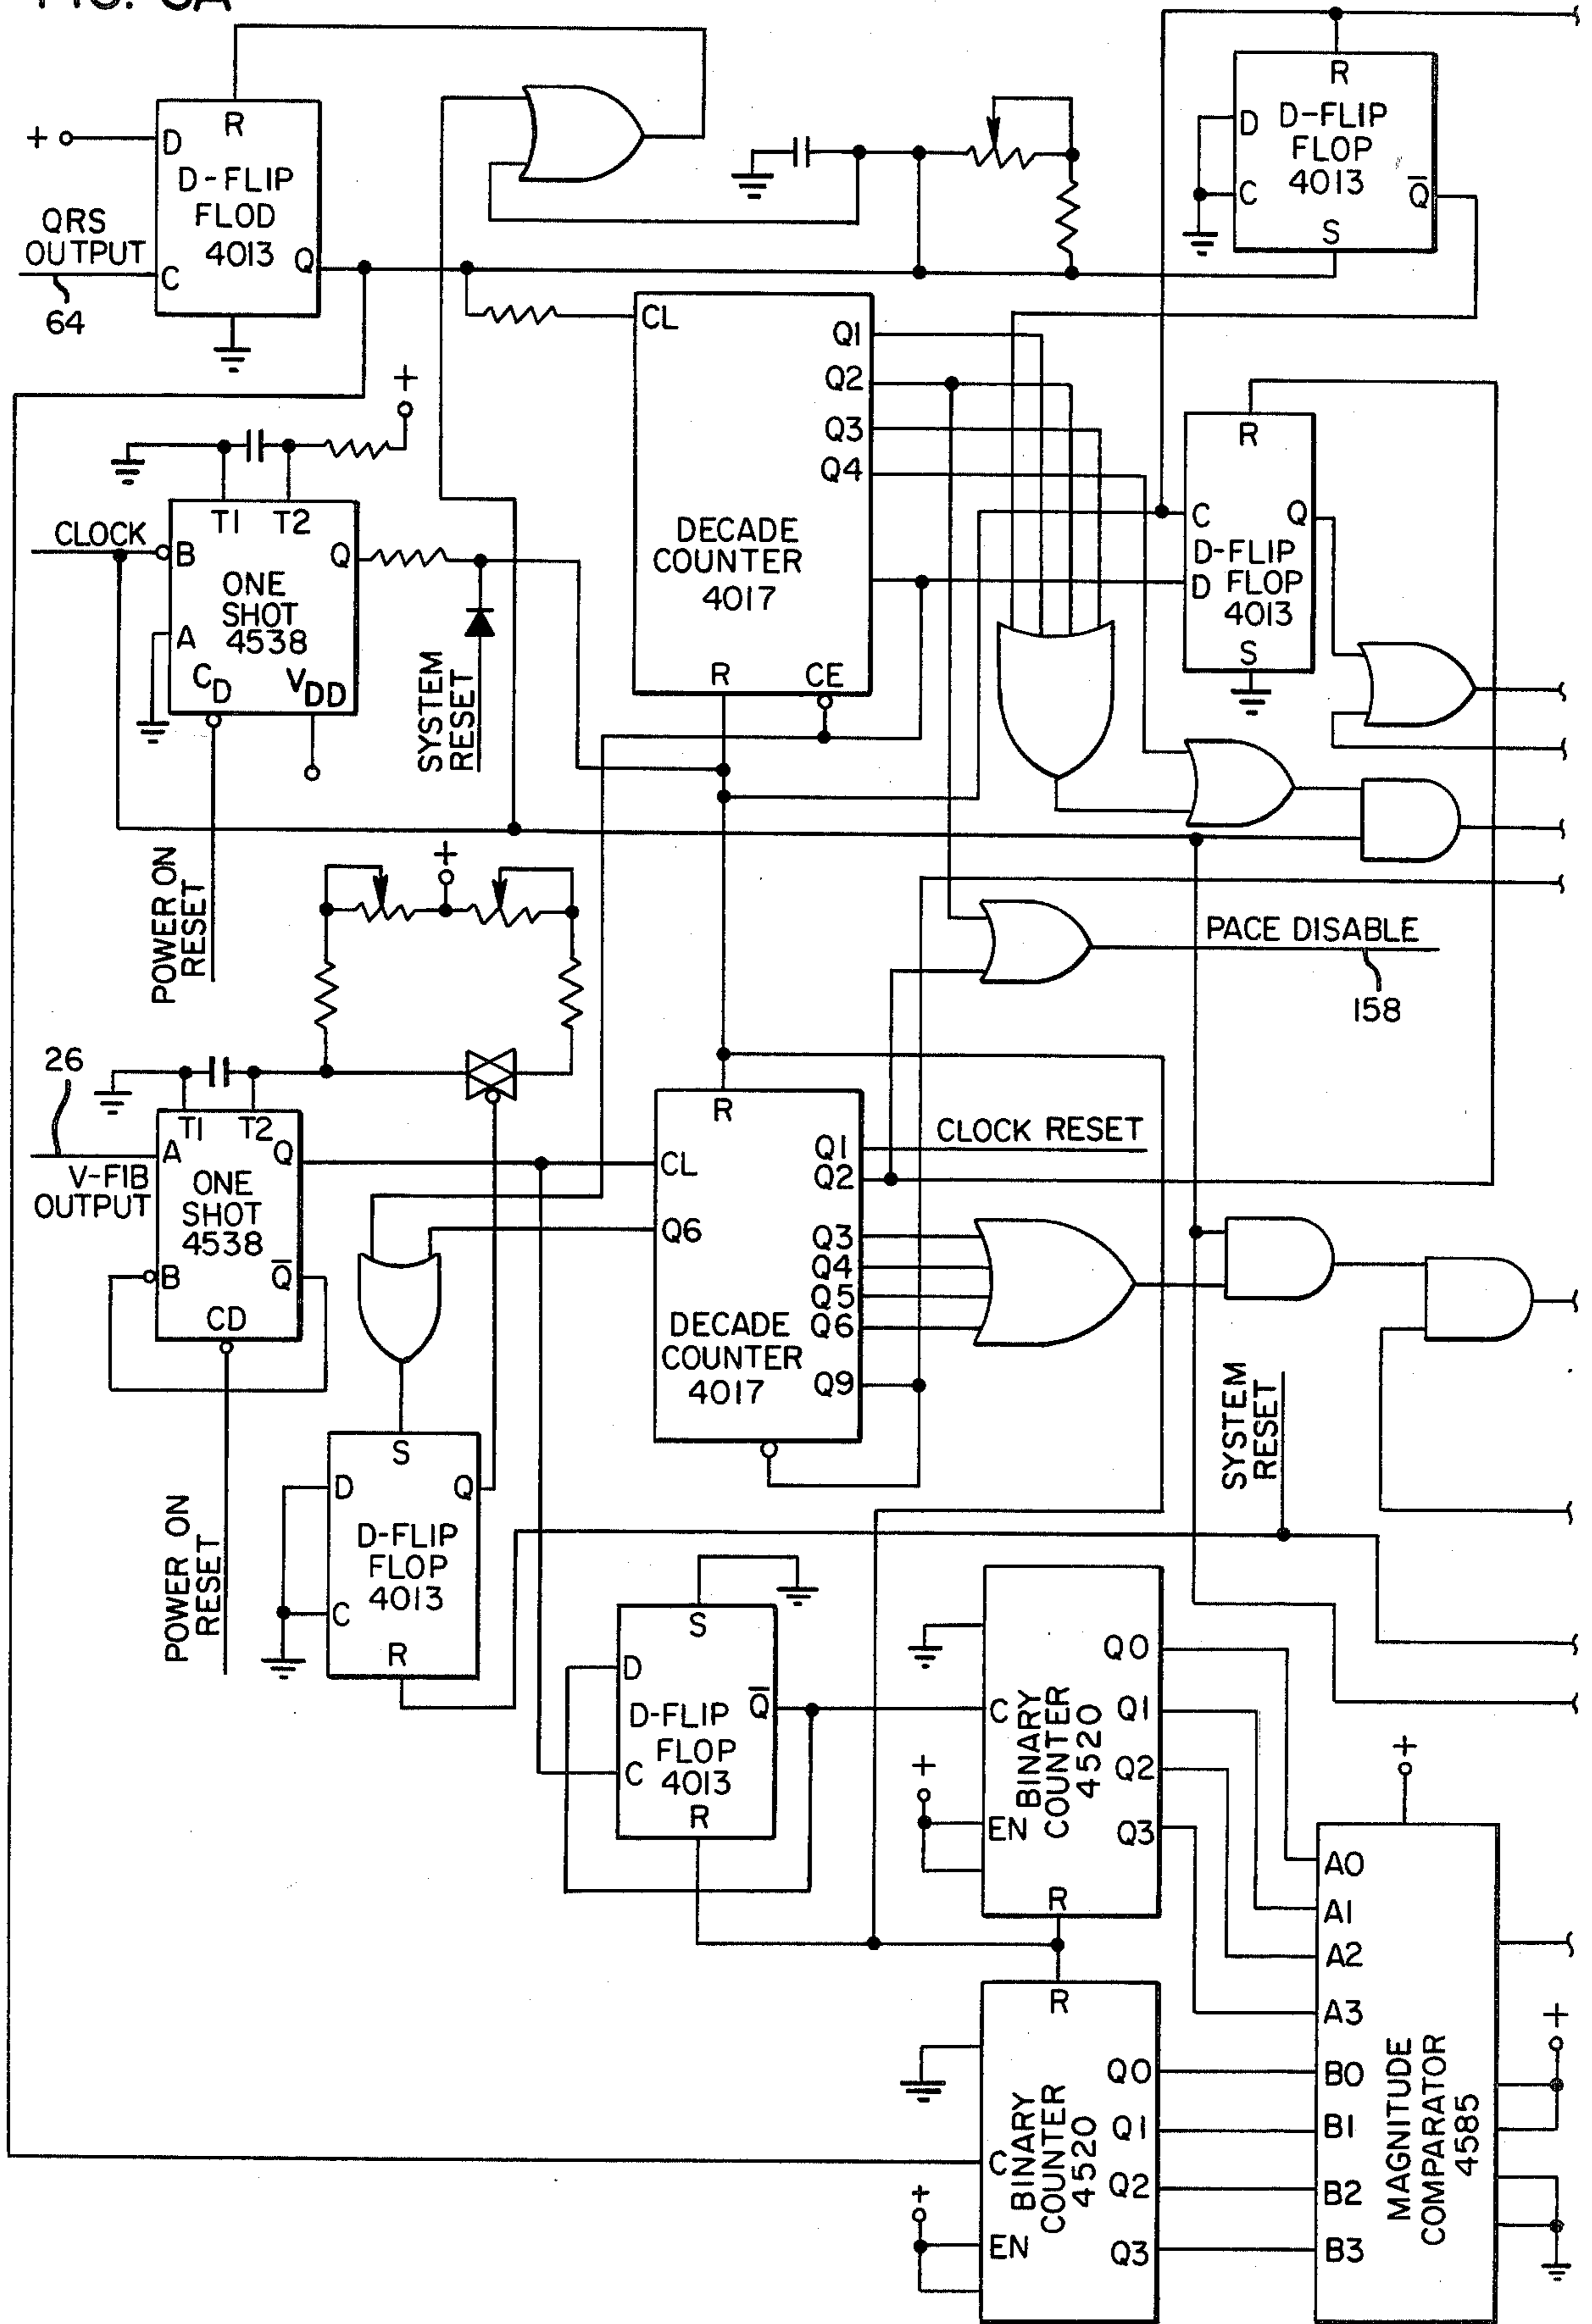 FIG. 6A
R
D
D-FLIP
FLOD
4013
Q
C
+
QRS
OUTPUT
64
R
D
D-FLIP
FLOP
4013
C
Q
S
CL
Q1
Q2
Q3
Q4
DECADE
COUNTER
4017
R
CE
+
T1
T2
CLOCK
B
Q
ONE
SHOT
4538
A
CD
VDD
SYSTEM
RESET
POWER ON
RESET
R
C
Q
D-FLIP
D
FLOP
4013
S
+
PACE DISABLE
158
26
T1
T2
A
Q
V-FIB
OUTPUT
ONE
SHOT
4538
B
Q
CD
POWER ON
RESET
R
CL
Q1
CLOCK RESET
Q2
Q6
Q3
Q4
Q5
Q6
DECADE
COUNTER
4017
Q9
SYSTEM
RESET
S
D
Q
D-FLIP
FLOP
4013
C
R
S
D
Q
D-FLIP
FLOP
4013
C
R
Q0
C
Q1
BINARY
COUNTER
4520
Q2
+
EN
Q3
R
+
A0
A1
A2
A3
B0
B1
B2
B3
MAGNITUDE
COMPARATOR
4585
+
R
Q0
Q1
C
BINARY
COUNTER
4520
Q2
+
EN
Q3